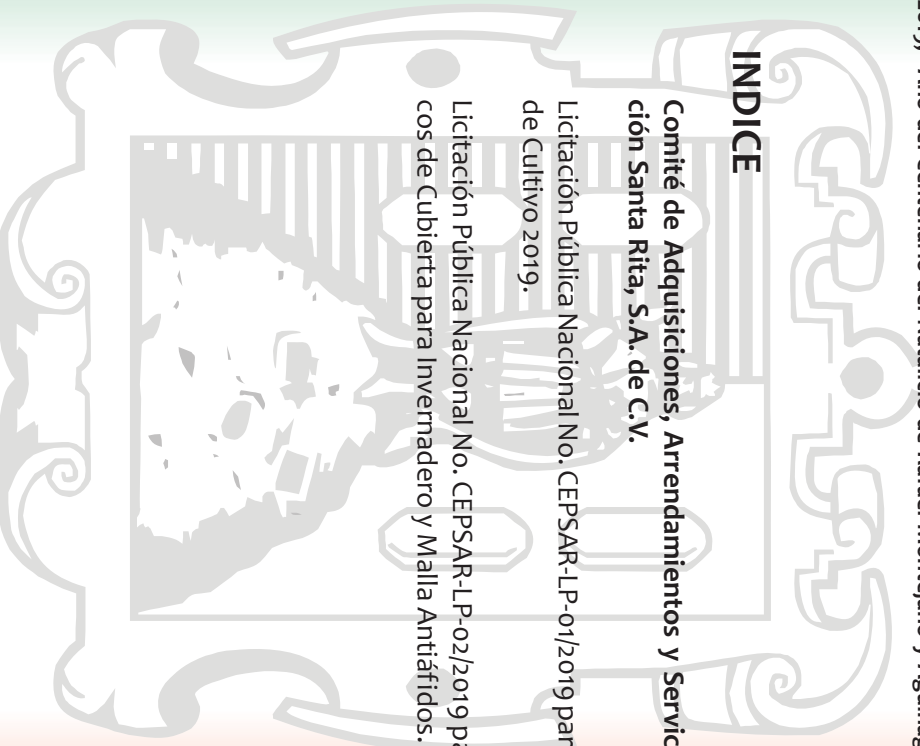 INDICE
Comité de Adquisiciones, Arrendamientos y Servic
ción Santa Rita, S.A. de C.V.
Licitación Pública Nacional No. CEPSAR-LP-01/2019 par
de Cultivo 2019.
Licitación Pública Nacional No. CEPSAR-LP-02/2019 pa
cos de Cubierta para Invernadero y Malla Antiáfidos.